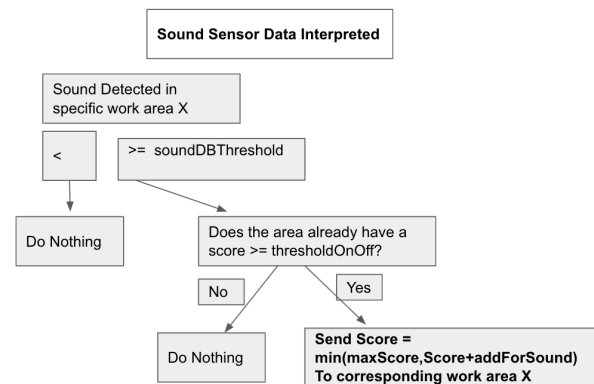 Sound Sensor Data Interpreted
Sound Detected in
specific work area X
<
>= soundDBThreshold
Do Nothing
Does the area already have a
score >= thresholdOnOff?
No
Yes
Do Nothing
Send Score =
min(maxScore,Score+addForSound)
To corresponding work area X